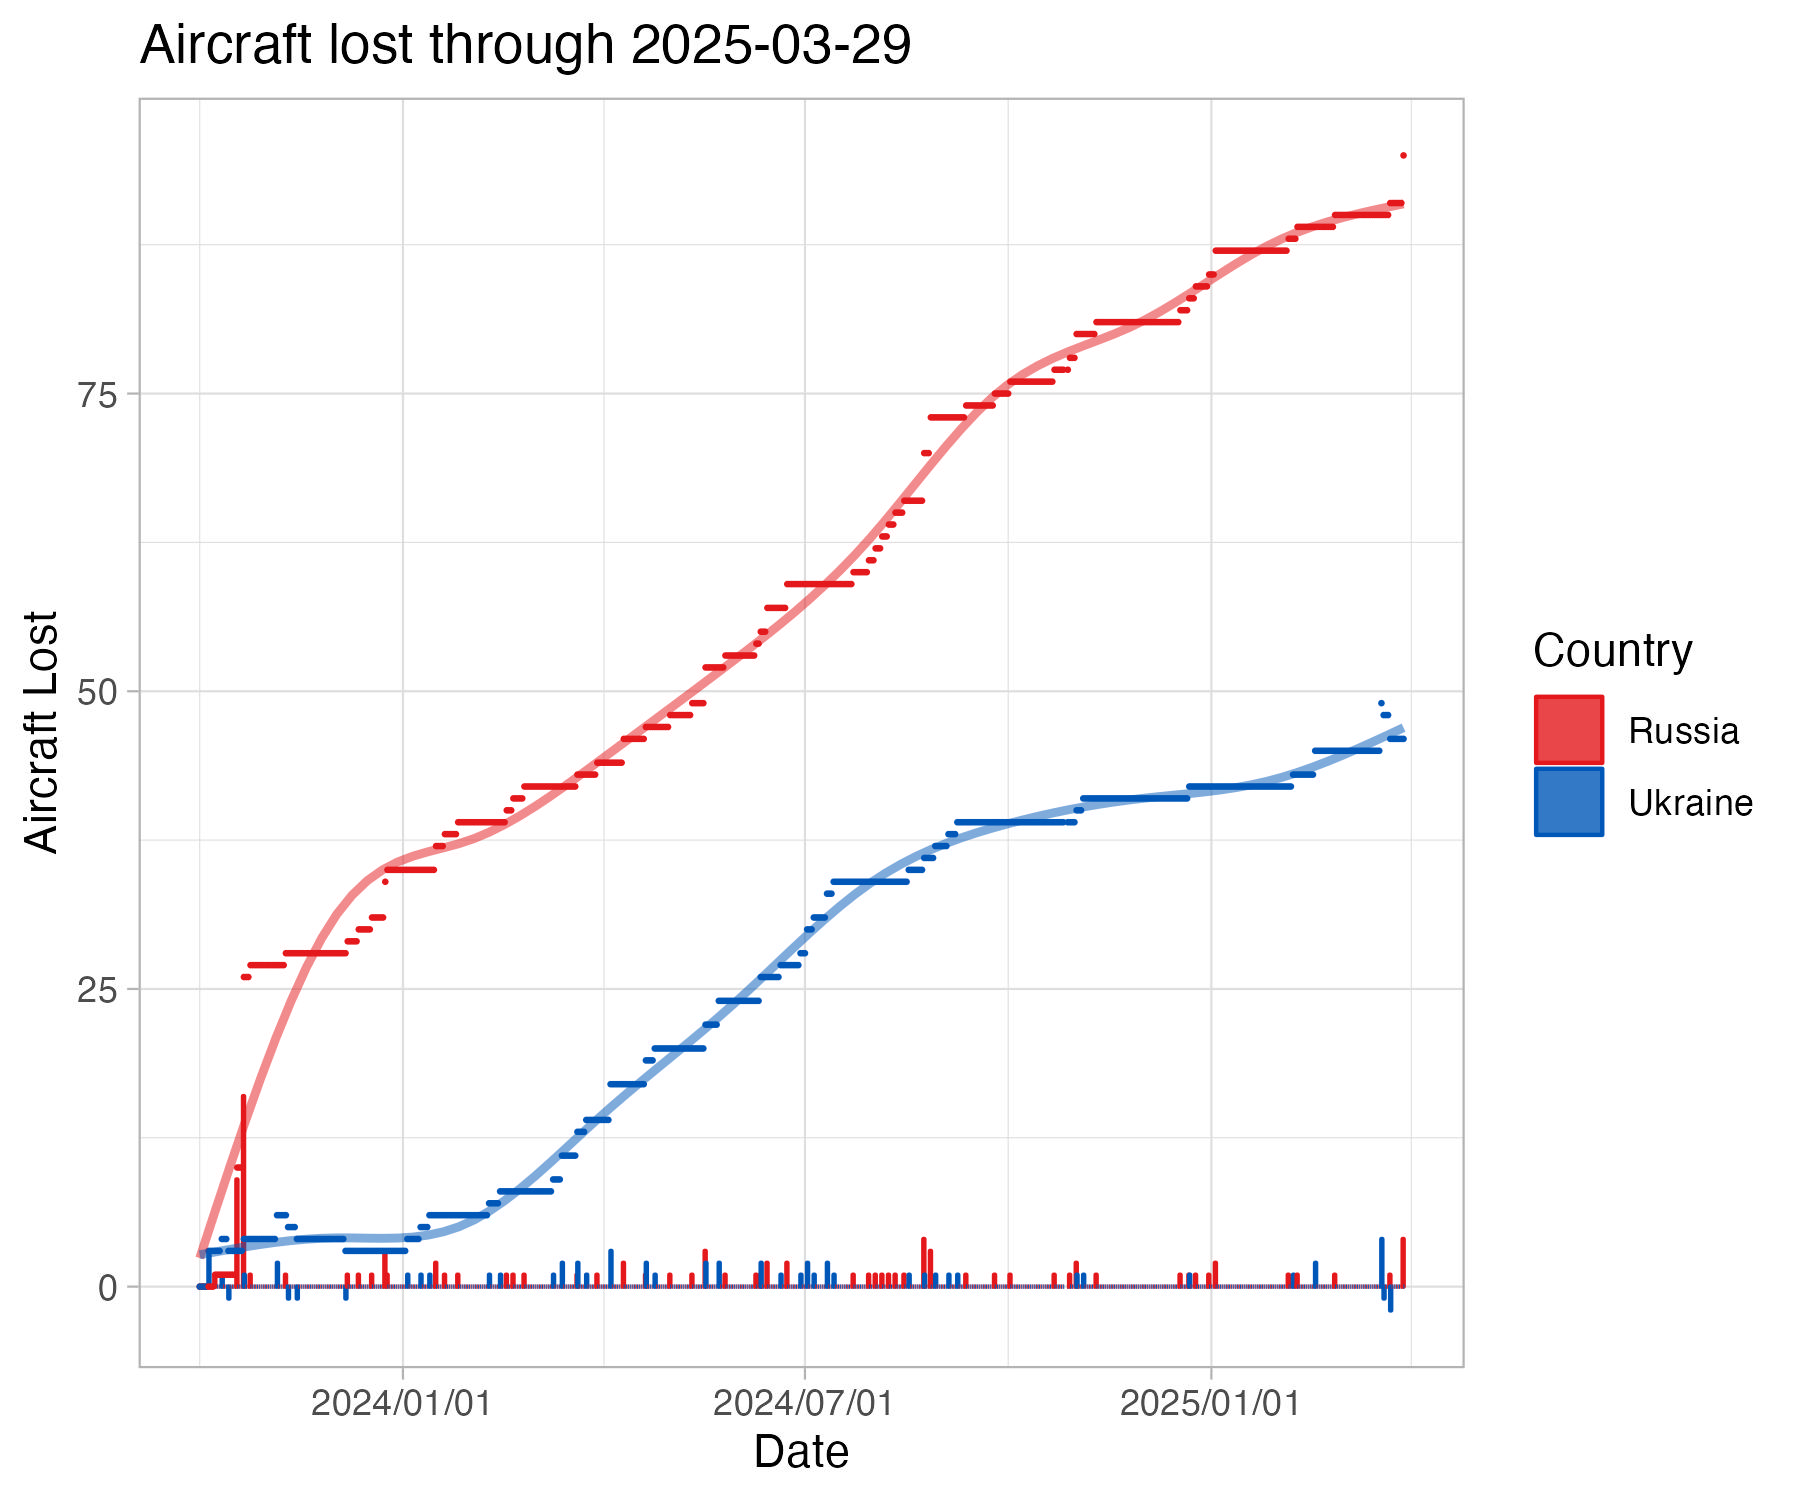 Aircraft lost through 2025-03-29
Aircraft Lost
75
50
25
0
2024/01/01
2024/07/01
2025/01/01
Date
Country
Russia
Ukraine